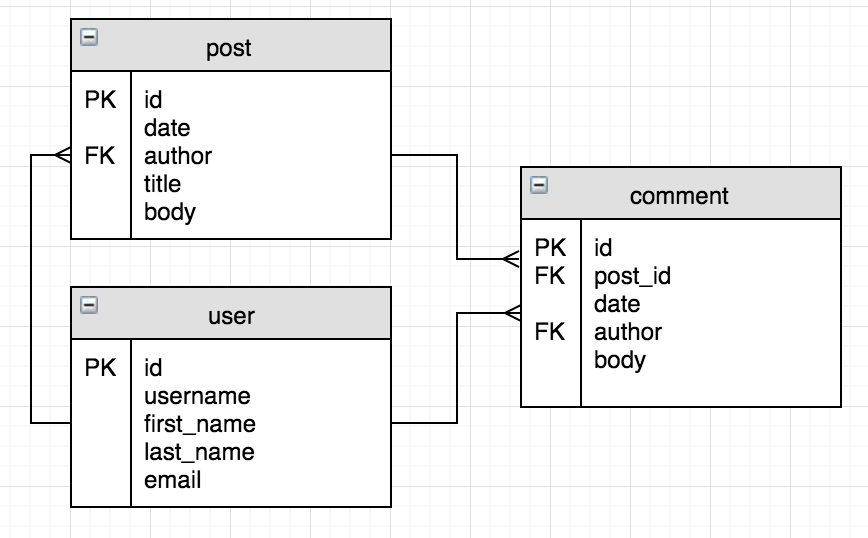 post
PK id
date
FK author
title
body
user
PK id
username
first_name
last_name
email
comment
PK id
FK post_id
date
FK author
body